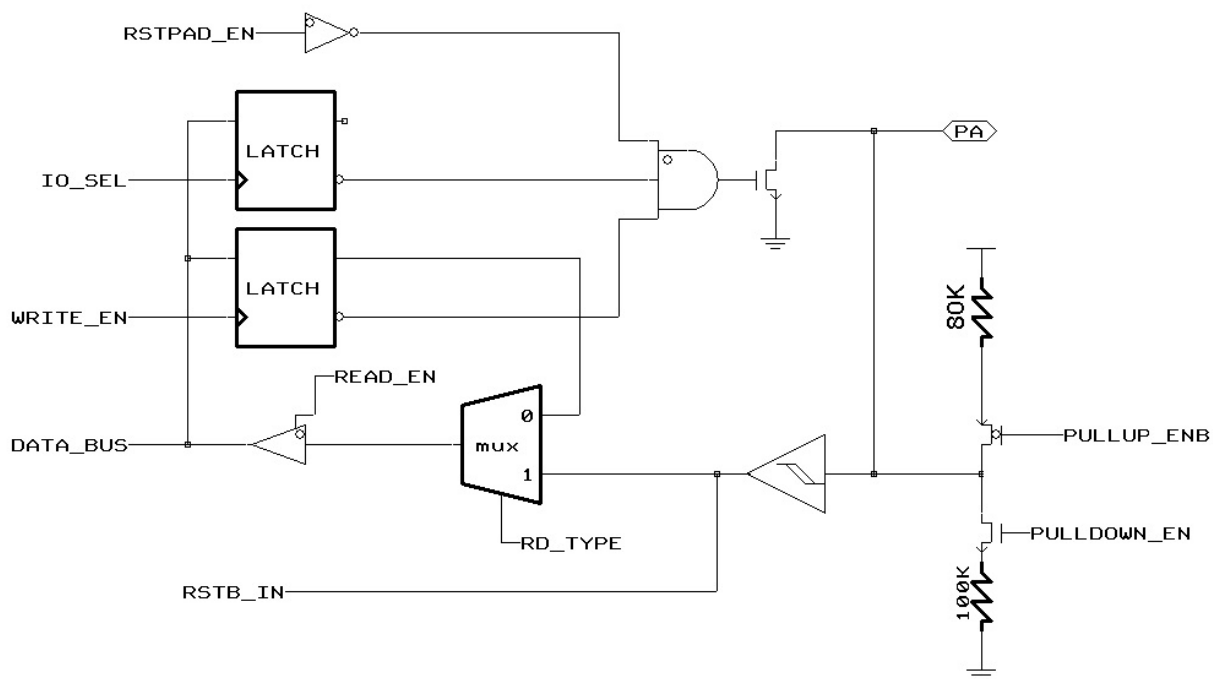 RSTPAD_EN
LATCH
PA
IO_SEL
LATCH
80K
WRITE_EN
READ_EN
0
DATA_BUS
mux
PULLUP_ENB
1
PULLDOWN_EN
RD_TYPE
RSTB_IN
100K